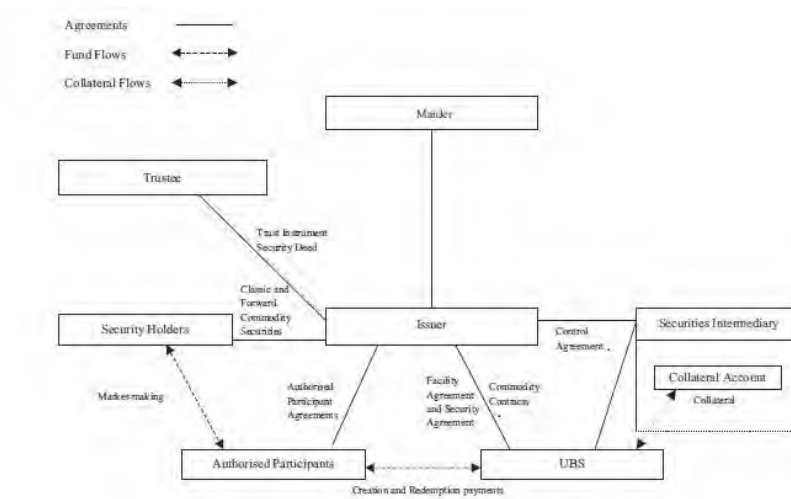 Agreements
Fund Flows
Collateral Flows
Manager
Trustee
Trust Instrument
Security Deed
Classic and
Forward
Commodity
Securities
Security Holders
Issuer
Control
Agreement
Securities Intermediary
Collateral Account
Collateral
Market-making
Authorised
Participant
Agreements
Facility
Agreement
and Security
Agreement
Commodity
Contracts
Authorised Participants
UBS
Creation and Redemption payments